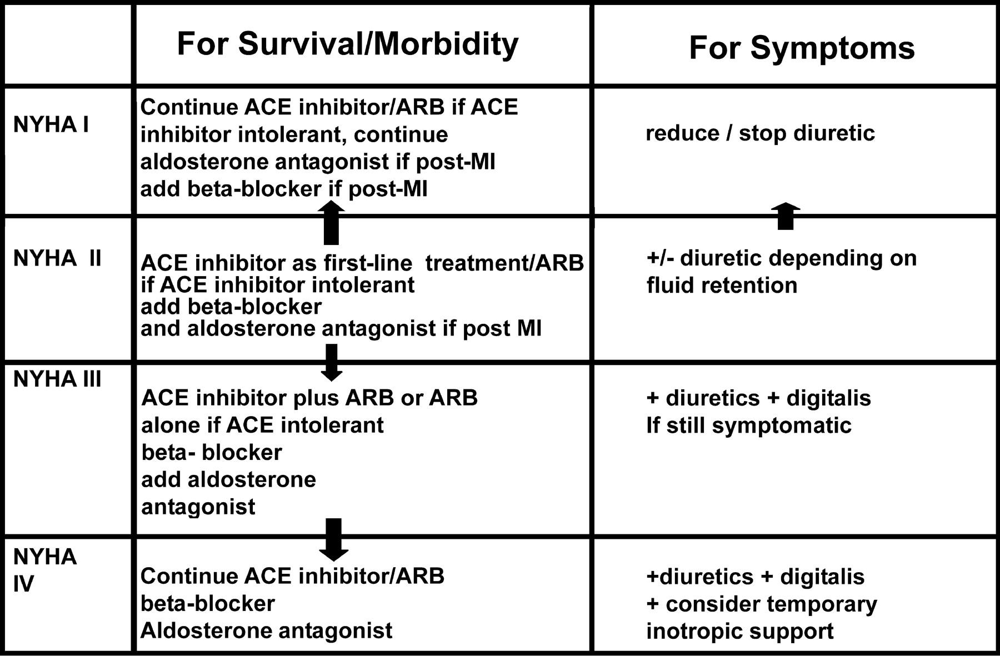 For Survival/Morbidity
For Symptoms
NYHA I
Continue ACE inhibitor/ARB if ACE
inhibitor intolerant, continue
aldosterone antagonist if post-MI
add beta-blocker if post-MI
reduce / stop diuretic
NYHA II
ACE inhibitor as first-line treatment/ARB
if ACE inhibitor intolerant
add beta-blocker
and aldosterone antagonist if post MI
+/- diuretic depending on
fluid retention
NYHA III
ACE inhibitor plus ARB or ARB
alone if ACE intolerant
beta- blocker
add aldosterone
antagonist
+ diuretics + digitalis
If still symptomatic
NYHA
IV
Continue ACE inhibitor/ARB
beta-blocker
Aldosterone antagonist
+diuretics + digitalis
+ consider temporary
inotropic support